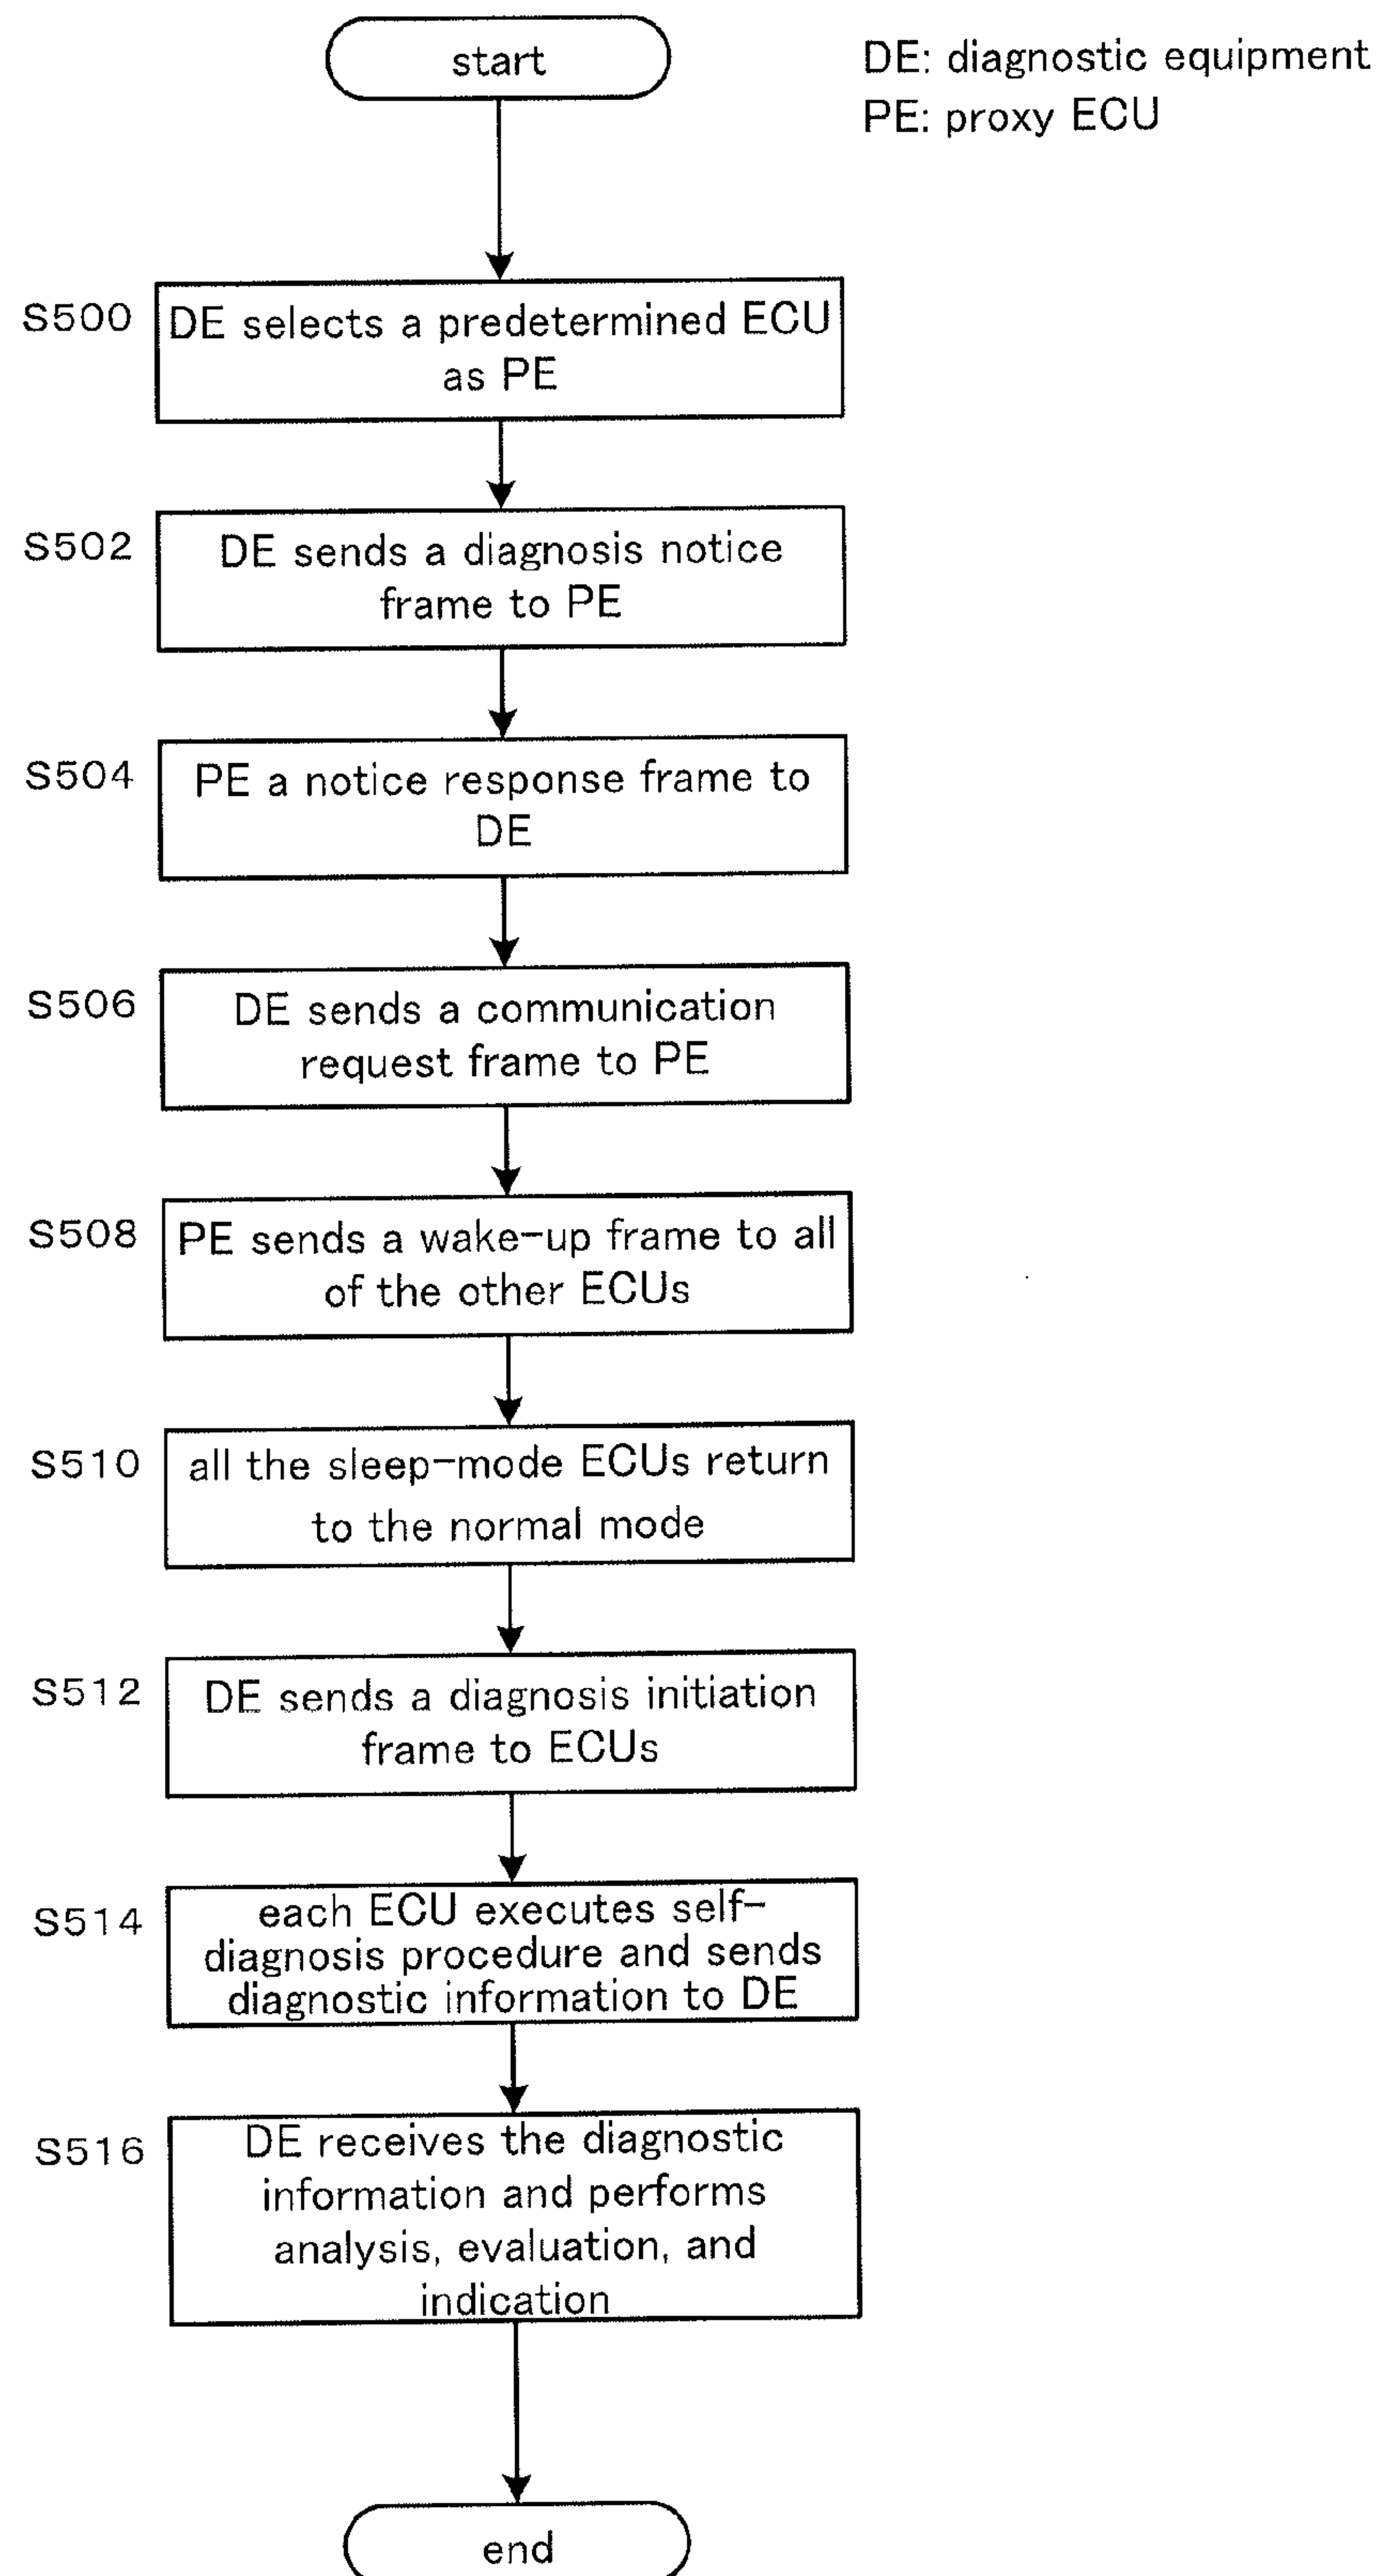 start
DE: diagnostic equipment
PE: proxy ECU
S500
DE selects a predetermined ECU
as PE
S502
DE sends a diagnosis notice
frame to PE
S504
PE a notice response frame to
DE
S506
DE sends a communication
request frame to PE
S508
PE sends a wake-up frame to all
of the other ECUs
S510
all the sleep-mode ECUs return
to the normal mode
S512
DE sends a diagnosis initiation
frame to ECUs
S514
each ECU executes self-
diagnosis procedure and sends
diagnostic information to DE
S516
DE receives the diagnostic
information and performs
analysis, evaluation, and
indication
end